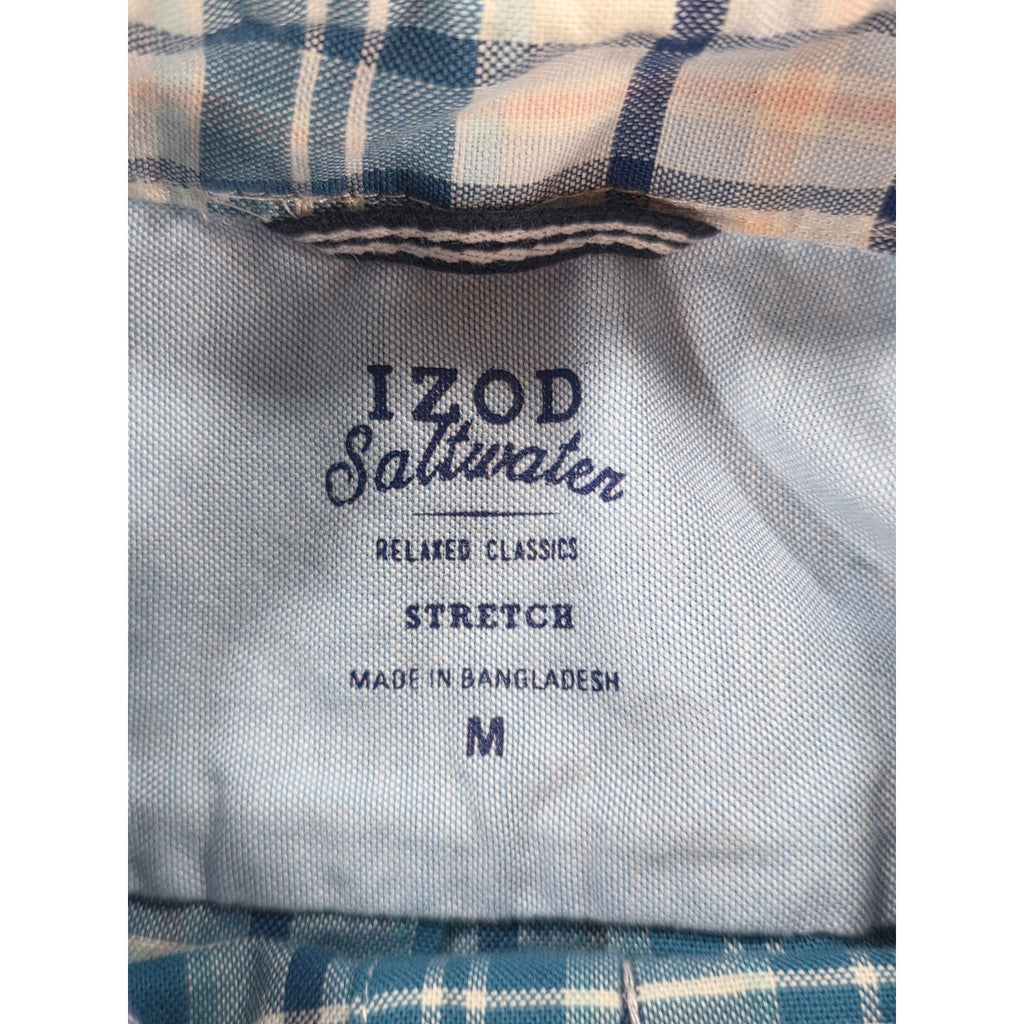 IZOD
Saltwater
RELAXED CLASSICS
STRETCH
MADE IN BANGLADESH
M